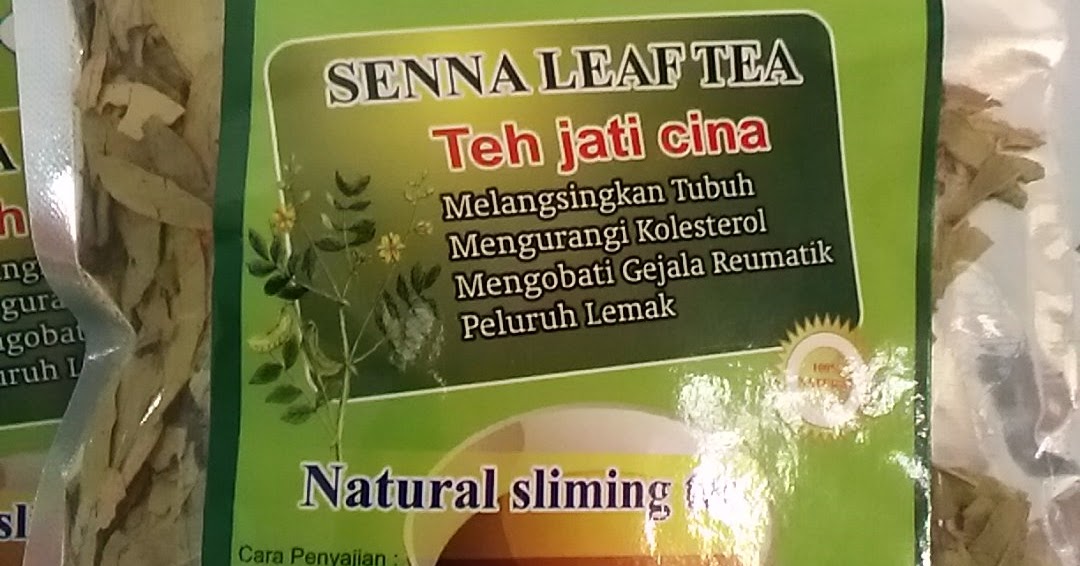 SENNA LEAF TEA
Teh jati cina
Melangsingkan Tubuh
Mengurangi Kolesterol
Mengobati Gejala Reumatik
Peluruh Lemak
100%
Natural sliming
Cara Penyajian :